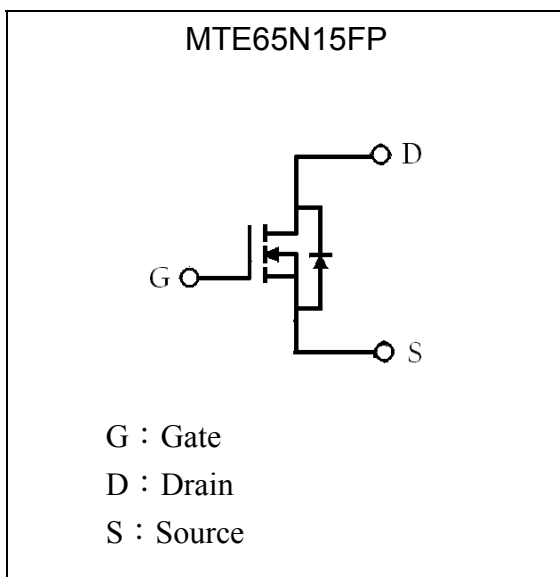 MTE65N15FP
D
G
S
G：Gate
D：Drain
S：Source